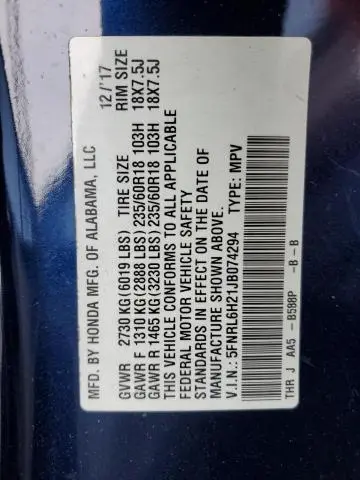 MFD. BY HONDA MFG. OF ALABAMA, LLC 12/'17
GVWR 2730 KG(6019 LBS) TIRE SIZE RIM SIZE
GAWR F 1310 KG(2888 LBS) 235/60R18 103H 18X7.5J
GAWR R 1465 KG(3230 LBS) 235/60R18 103H 18X7.5J
THIS VEHICLE CONFORMS TO ALL APPLICABLE
FEDERAL MOTOR VEHICLE SAFETY
STANDARDS IN EFFECT ON THE DATE OF
MANUFACTURE SHOWN ABOVE.
V.I.N.: 5FNRL6H21JB074294 TYPE: MPV
THR J AA5 - B588P - B - B